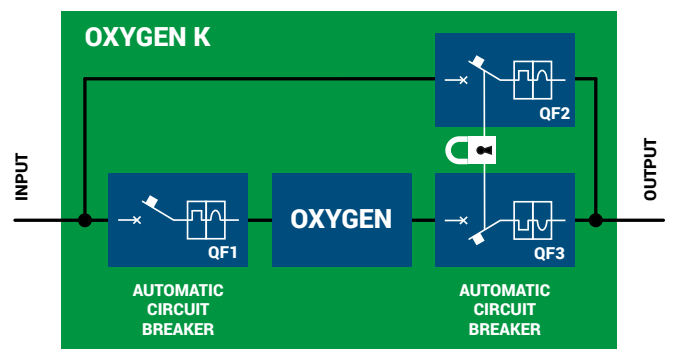 OXYGEN K
QF2
INPUT
OUTPUT
QF1
OXYGEN
QF3
AUTOMATIC
CIRCUIT
BREAKER
AUTOMATIC
CIRCUIT
BREAKER